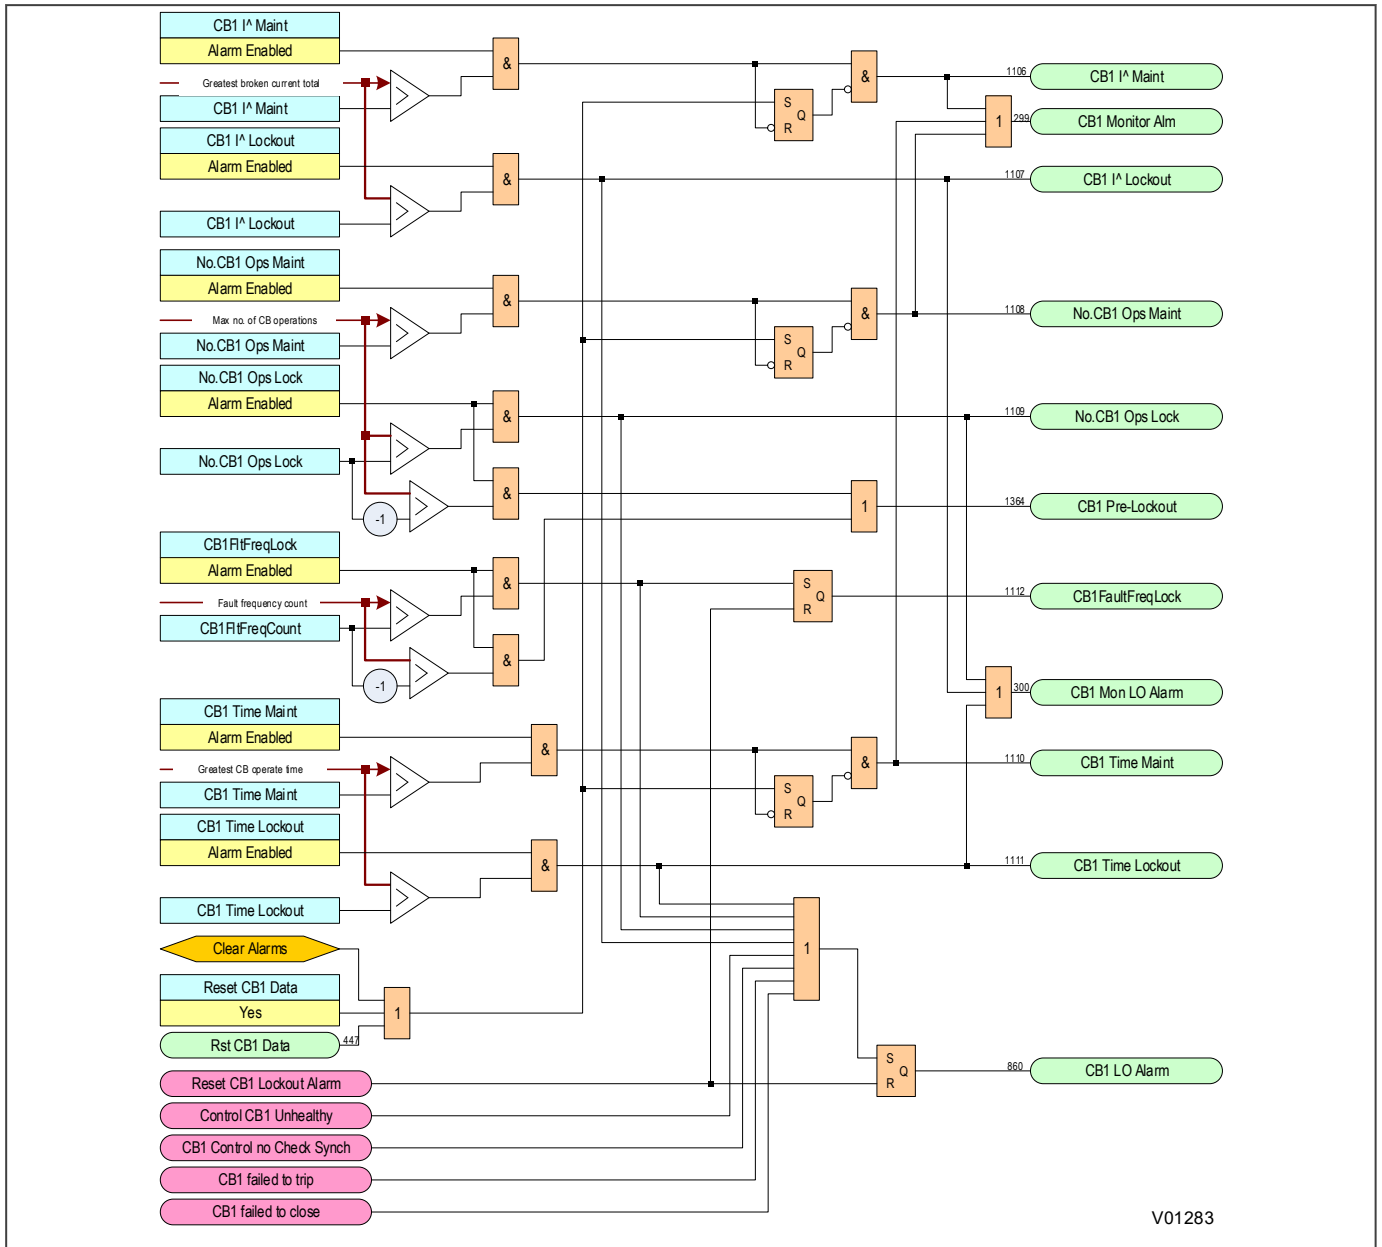 CB1 I^ Maint
Alarm Enabled
Greatest broken current total
CB1 I^ Maint
CB1 I^ Lockout
Alarm Enabled
CB1 I^ Lockout
No.CB1 Ops Maint
Alarm Enabled
Max no. of CB operations
No.CB1 Ops Maint
No.CB1 Ops Lock
Alarm Enabled
No.CB1 Ops Lock
-1
CB1FltFreqLock
Alarm Enabled
Fault frequency count
CB1FltFreqCount
-1
CB1 Time Maint
Alarm Enabled
Greatest CB operate time
CB1 Time Maint
CB1 Time Lockout
Alarm Enabled
CB1 Time Lockout
Clear Alarms
Reset CB1 Data
Yes
Rst CB1 Data
447
1
Reset CB1 Lockout Alarm
Control CB1 Unhealthy
CB1 Control no Check Synch
CB1 failed to trip
CB1 failed to close
&
&
&
&
&
&
&
&
&
&
S
Q
R
&
S
Q
R
1
S
Q
R
&
S
Q
R
1
S
Q
R
1
1
1106
CB1 I^ Maint
299
CB1 Monitor Alm
1107
CB1 I^ Lockout
1108
No.CB1 Ops Maint
1109
No.CB1 Ops Lock
1364
CB1 Pre-Lockout
1112
CB1FaultFreqLock
300
CB1 Mon LO Alarm
1110
CB1 Time Maint
1111
CB1 Time Lockout
860
CB1 LO Alarm
V01283